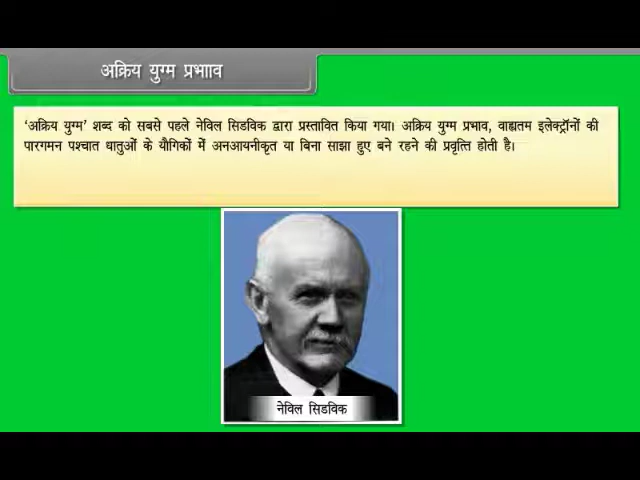 अक्रिय युग्म प्रभााव
‘अक्रिय युग्म’ शब्द को सबसे पहले नेविल सिडविक द्वारा प्रस्तावित किया गया। अक्रिय युग्म प्रभाव, वाह्यतम इलेक्ट्रॉनों की
पारगमन पश्चात धातुओं के यौगिकों में अनआयनीकृत या बिना साझा हुए बने रहने की प्रवृत्ति होती है।
नेविल सिडविक